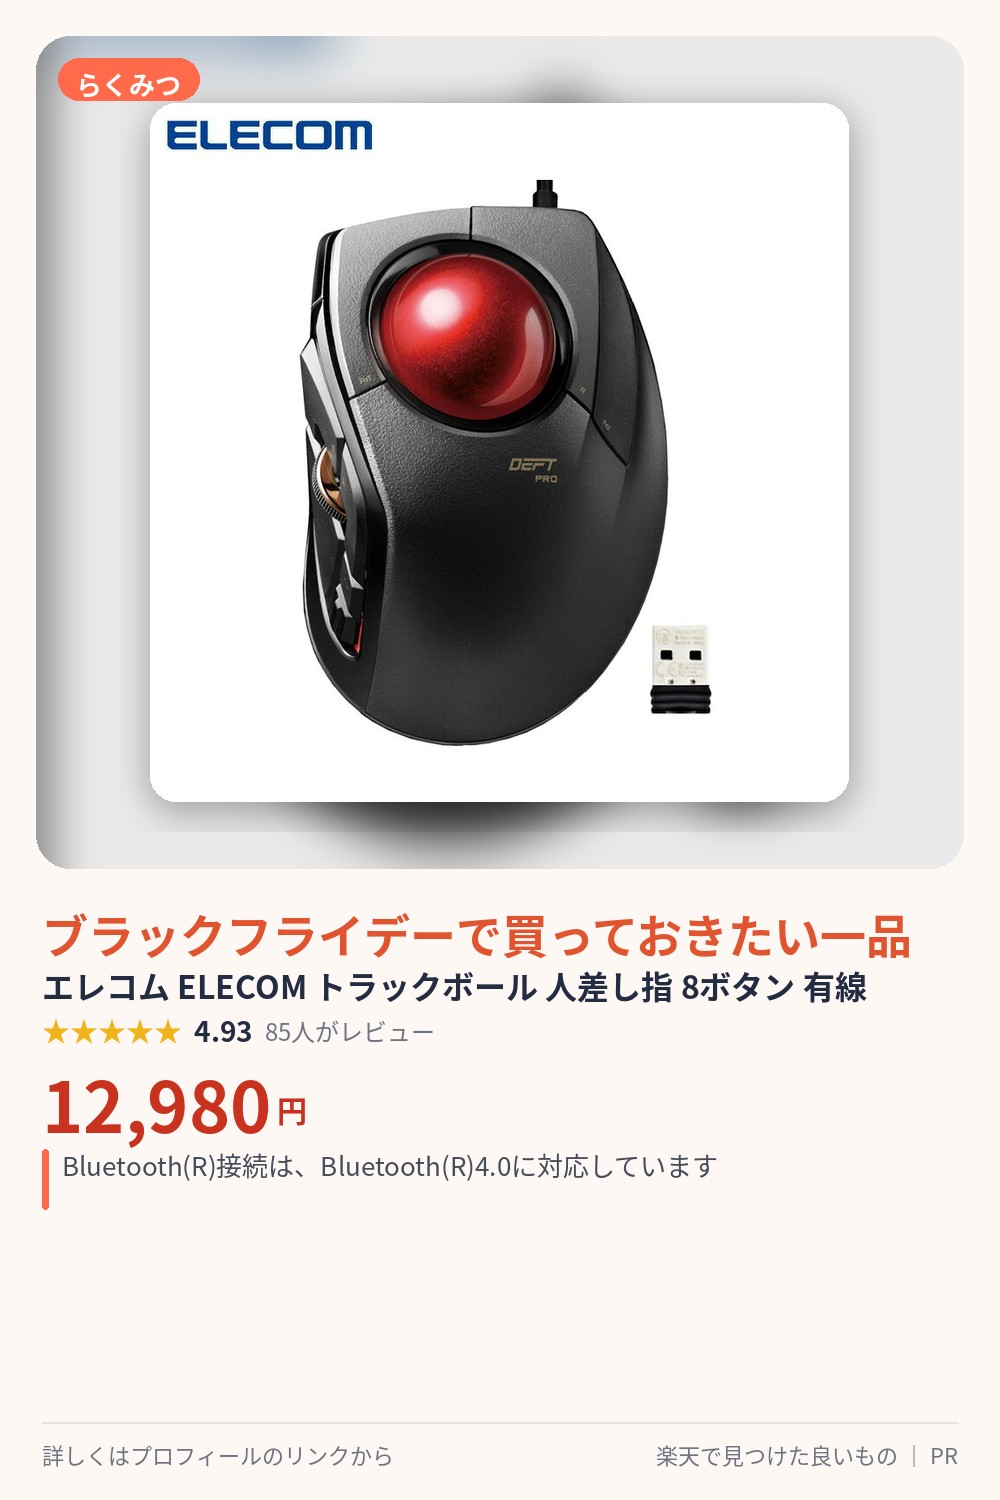 らくみつ
ELECOM
DEFT
PRO
ブラックフライデーで買っておきたい一品
エレコム ELECOM トラックボール 人差し指 8ボタン 有線
★★★★★ 4.93 85人がレビュー
12,980円
Bluetooth(R)接続は、Bluetooth(R)4.0に対応しています
詳しくはプロフィールのリンクから
楽天で見つけた良いもの | PR